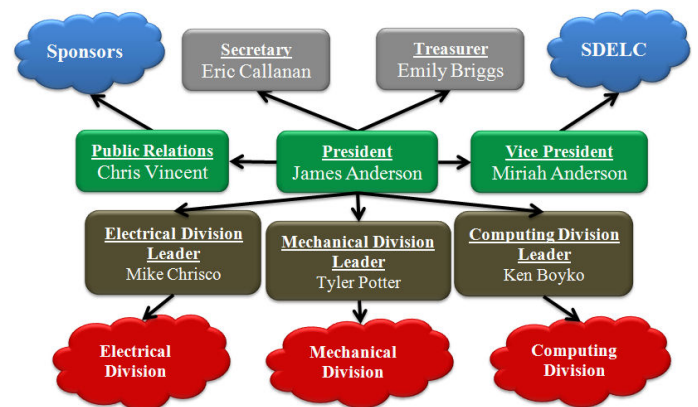 Sponsors
Secretary
Eric Callanan
Treasurer
Emily Briggs
SDELC
Public Relations
Chris Vincent
President
James Anderson
Vice President
Miriah Anderson
Electrical Division
Leader
Mike Chrisco
Mechanical Division
Leader
Tyler Potter
Computing Division
Leader
Ken Boyko
Electrical
Division
Mechanical
Division
Computing
Division